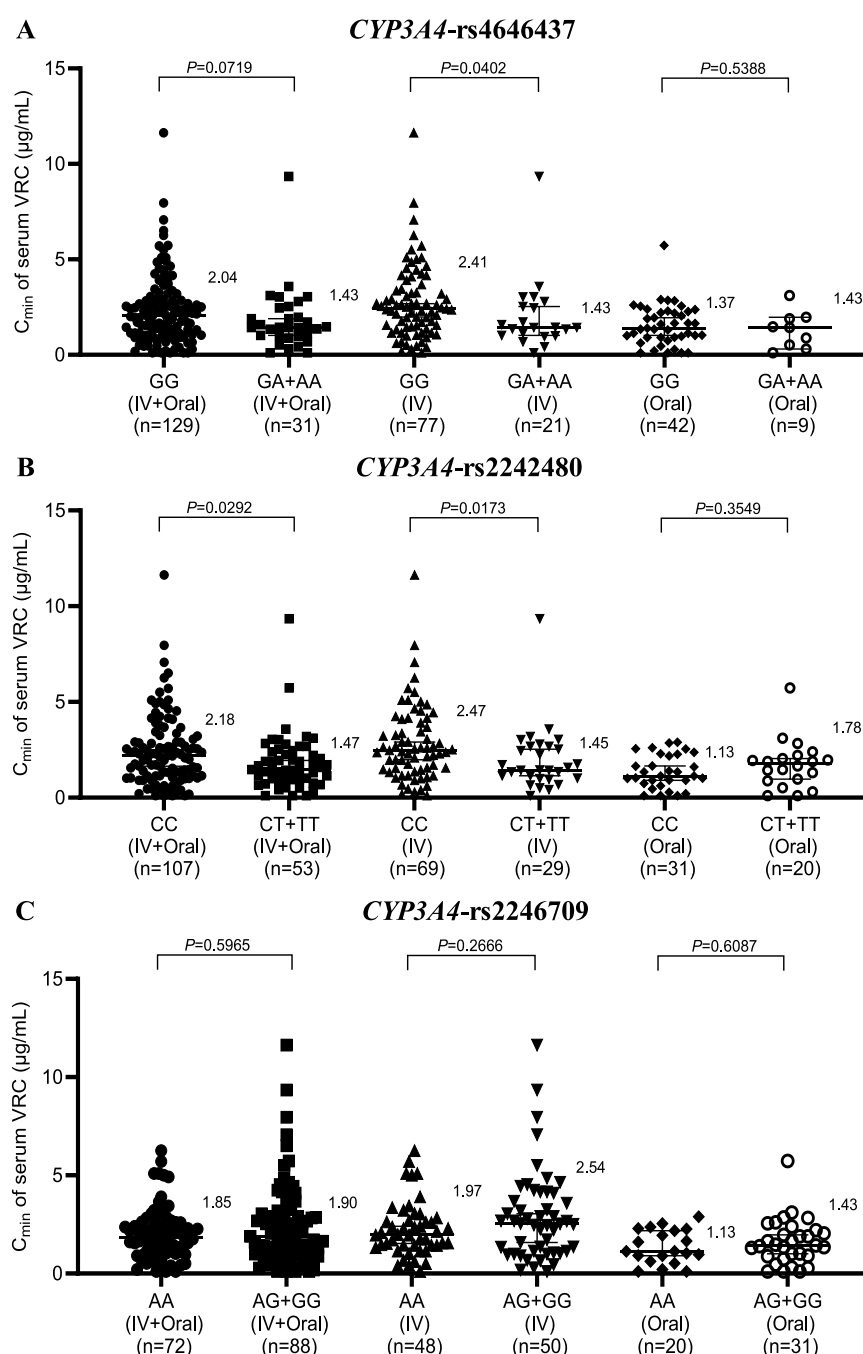 A
CYP3A4-rs4646437
P=0.0719 P=0.0402 P=0.5388
15
10
5
0
Cmin of serum VRC (µg/mL)
2.04 1.43 2.41 1.43 1.37 1.43
GG GA+AA GG GA+AA GG GA+AA
(IV+Oral) (IV+Oral) (IV) (IV) (Oral) (Oral)
(n=129) (n=31) (n=77) (n=21) (n=42) (n=9)
B
CYP3A4-rs2242480
P=0.0292 P=0.0173 P=0.3549
15
10
5
0
Cmin of serum VRC (µg/mL)
2.18 1.47 2.47 1.45 1.13 1.78
CC CT+TT CC CT+TT CC CT+TT
(IV+Oral) (IV+Oral) (IV) (IV) (Oral) (Oral)
(n=107) (n=53) (n=69) (n=29) (n=31) (n=20)
C
CYP3A4-rs2246709
P=0.5965 P=0.2666 P=0.6087
15
10
5
0
Cmin of serum VRC (µg/mL)
1.85 1.90 1.97 2.54 1.13 1.43
AA AG+GG AA AG+GG AA AG+GG
(IV+Oral) (IV+Oral) (IV) (IV) (Oral) (Oral)
(n=72) (n=88) (n=48) (n=50) (n=20) (n=31)